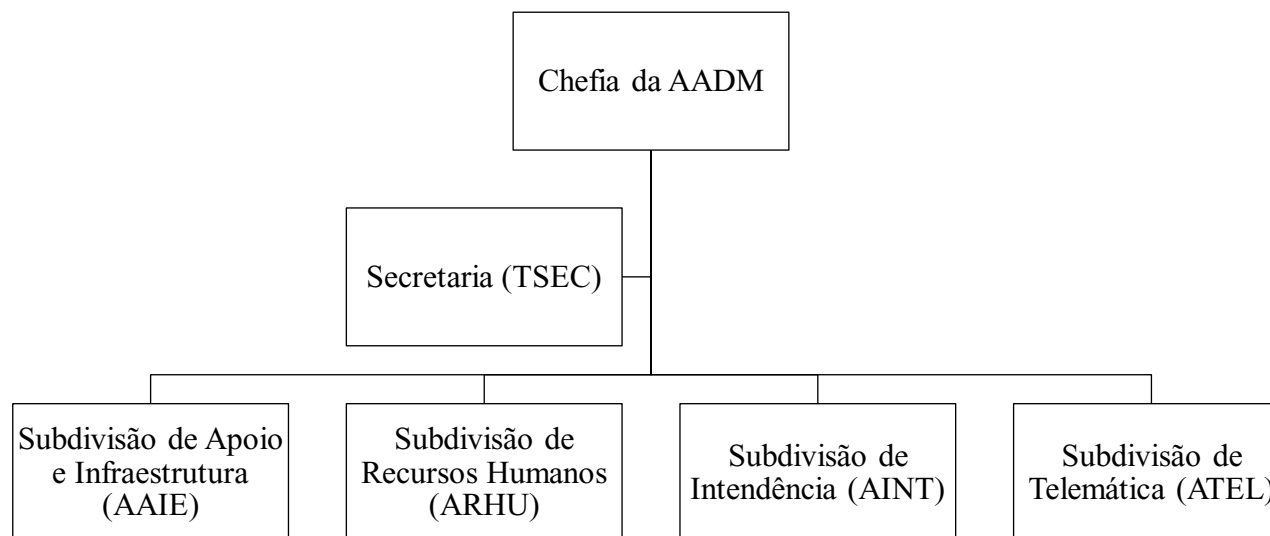 Chefia da AADM
Secretaria (TSEC)
Subdivisão de Apoio
e Infraestrutura
(AAIE)
Subdivisão de
Recursos Humanos
(ARHU)
Subdivisão de
Intendência (AINT)
Subdivisão de
Telemática (ATEL)